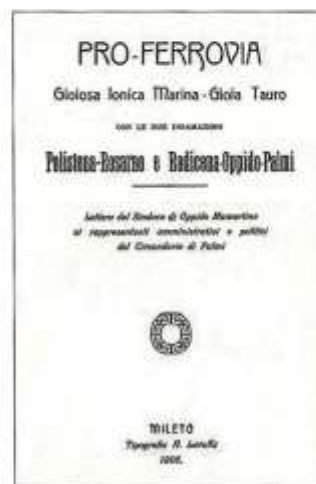 PRO-FERROVIA
Gioiosa Ionica Marina - Gioia Tauro
CON LE DUE DIRAMAZIONI
Polistena-Rosarno e Radicena-Oppido-Palmi
Lettera del Sindaco di Oppido Mamertina
ai rappresentanti amministrativi e politici
del Circondario di Palmi
MILETO
Tipografia